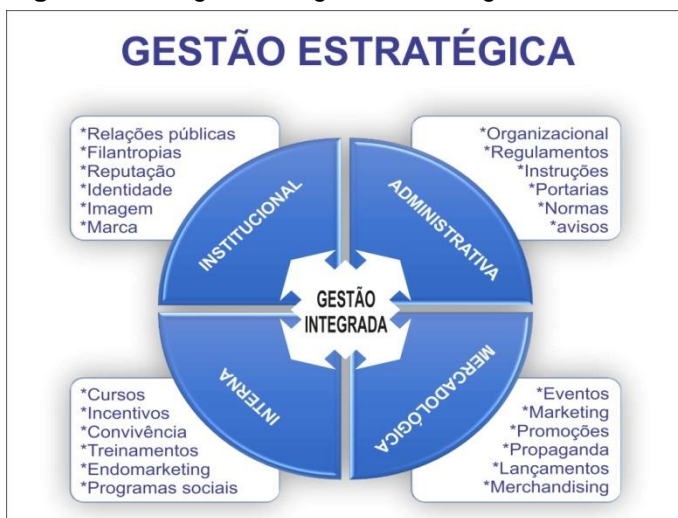 GESTÃO ESTRATÉGICA
*Relações públicas
*Filantropias
*Reputação
*Identidade
*Imagem
*Marca
*Organizacional
*Regulamentos
*Instruções
*Portarias
*Normas
*avisos
INSTITUCIONAL
ADMINISTRATIVA
GESTÃO
INTEGRADA
INTERNA
MERCADOLÓGICA
*Cursos
*Incentivos
*Convivência
*Treinamentos
*Endomarketing
*Programas sociais
*Eventos
*Marketing
*Promoções
*Propaganda
*Lançamentos
*Merchandising